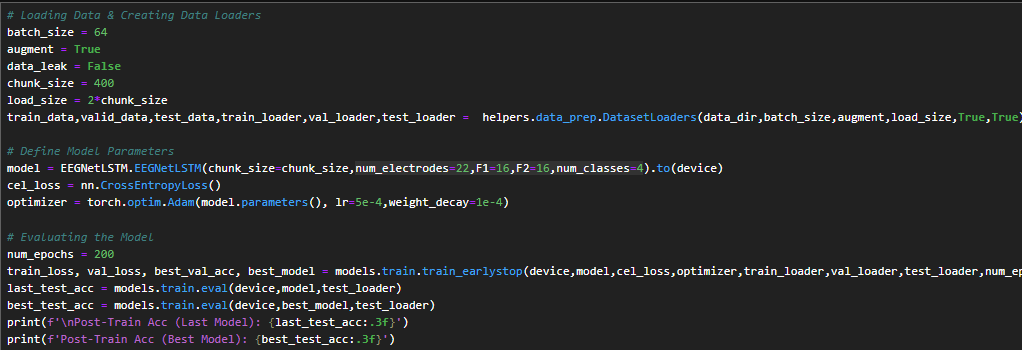 # Loading Data & Creating Data Loaders
batch_size = 64
augment = True
data_leak = False
chunk_size = 400
load_size = 2*chunk_size
train_data,valid_data,test_data,train_loader,val_loader,test_loader =  helpers.data_prep.DatasetLoaders(data_dir,batch_size,augment,load_size,True,True)
# Define Model Parameters
model = EEGNetLSTM.EEGNetLSTM(chunk_size=chunk_size,num_electrodes=22,F1=16,F2=16,num_classes=4).to(device)
cel_loss = nn.CrossEntropyLoss()
optimizer = torch.optim.Adam(model.parameters(), lr=5e-4,weight_decay=1e-4)
# Evaluating the Model
num_epochs = 200
train_loss, val_loss, best_val_acc, best_model = models.train.train_earlystop(device,model,cel_loss,optimizer,train_loader,val_loader,test_loader,num_ep
last_test_acc = models.train.eval(device,model,test_loader)
best_test_acc = models.train.eval(device,best_model,test_loader)
print(f'\nPost-Train Acc (Last Model): {last_test_acc:.3f}')
print(f'Post-Train Acc (Best Model): {best_test_acc:.3f}')